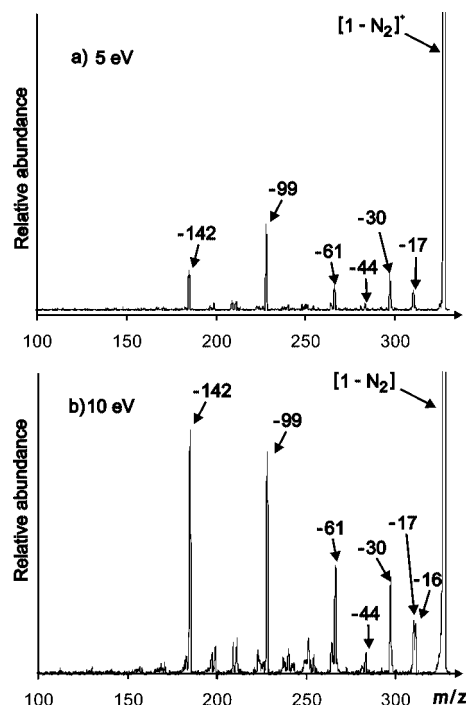 [1 - N2]+
a) 5 eV
Relative abundance
-142
-99
-61
-44
-30
-17
100 200 250 300
[1 - N2]
b)10 eV
Relative abundance
-142
-99
-61
-44
-30
-17
-16
100 150 200 250 300 m/z